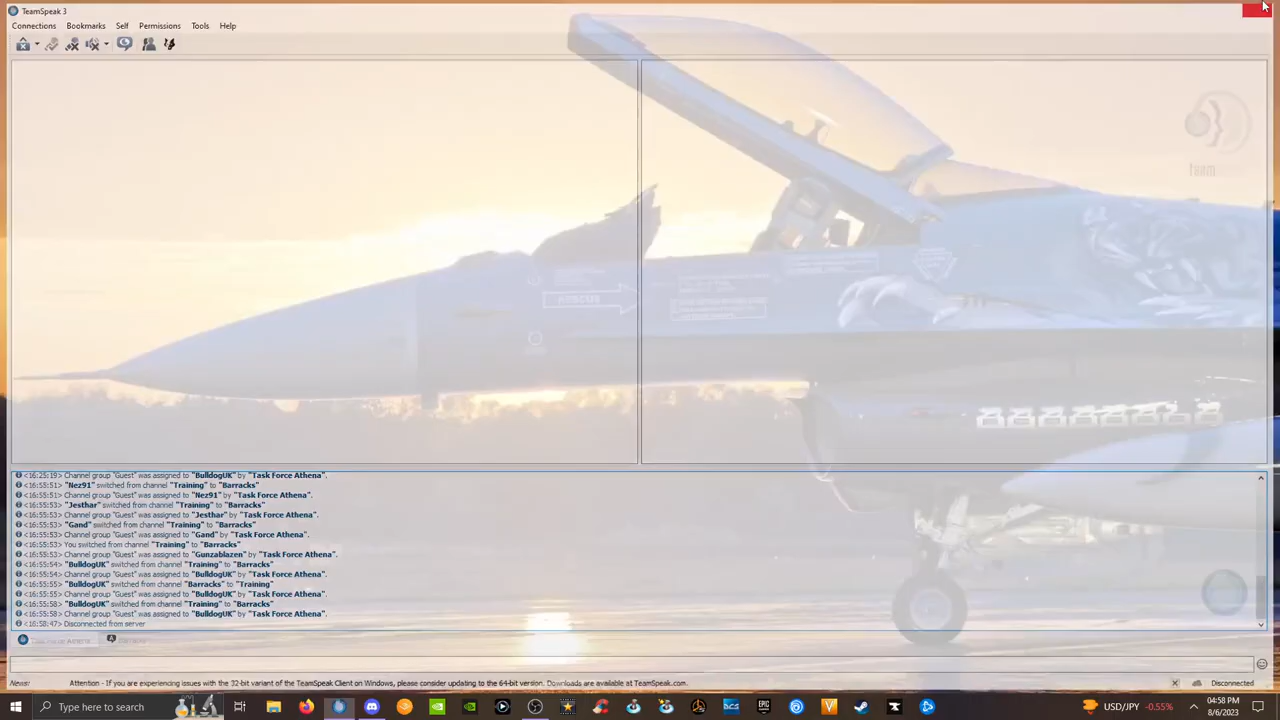 TeamSpeak 3
Connections Bookmarks Self Permissions Tools Help
team
RESCUE
<16:25:19> Channel group "Guest" was assigned to "BulldogUK" by "Task Force Athena".
<16:55:51> "Nez91" switched from channel "Training" to "Barracks"
<16:55:51> Channel group "Guest" was assigned to "Nez91" by "Task Force Athena".
<16:55:53> "Jesthar" switched from channel "Training" to "Barracks"
<16:55:53> Channel group "Guest" was assigned to "Jesthar" by "Task Force Athena".
<16:55:53> "Gand" switched from channel "Training" to "Barracks"
<16:55:53> Channel group "Guest" was assigned to "Gand" by "Task Force Athena".
<16:55:53> You switched from channel "Training" to "Barracks"
<16:55:53> Channel group "Guest" was assigned to "Gunzablazen" by "Task Force Athena".
<16:55:54> "BulldogUK" switched from channel "Training" to "Barracks"
<16:55:54> Channel group "Guest" was assigned to "BulldogUK" by "Task Force Athena".
<16:55:55> "BulldogUK" switched from channel "Barracks" to "Training"
<16:55:55> Channel group "Guest" was assigned to "BulldogUK" by "Task Force Athena".
<16:55:58> "BulldogUK" switched from channel "Training" to "Barracks"
<16:55:58> Channel group "Guest" was assigned to "BulldogUK" by "Task Force Athena".
<16:58:47> Disconnected from server
News: Attention - If you are experiencing issues with the 32-bit variant of the TeamSpeak Client on Windows, please consider updating to the 64-bit version. Downloads are available at TeamSpeak.com. Disconnected
Type here to search
DCS
EPIC
USD/JPY -0.55%
04:58 PM
8/6/2023